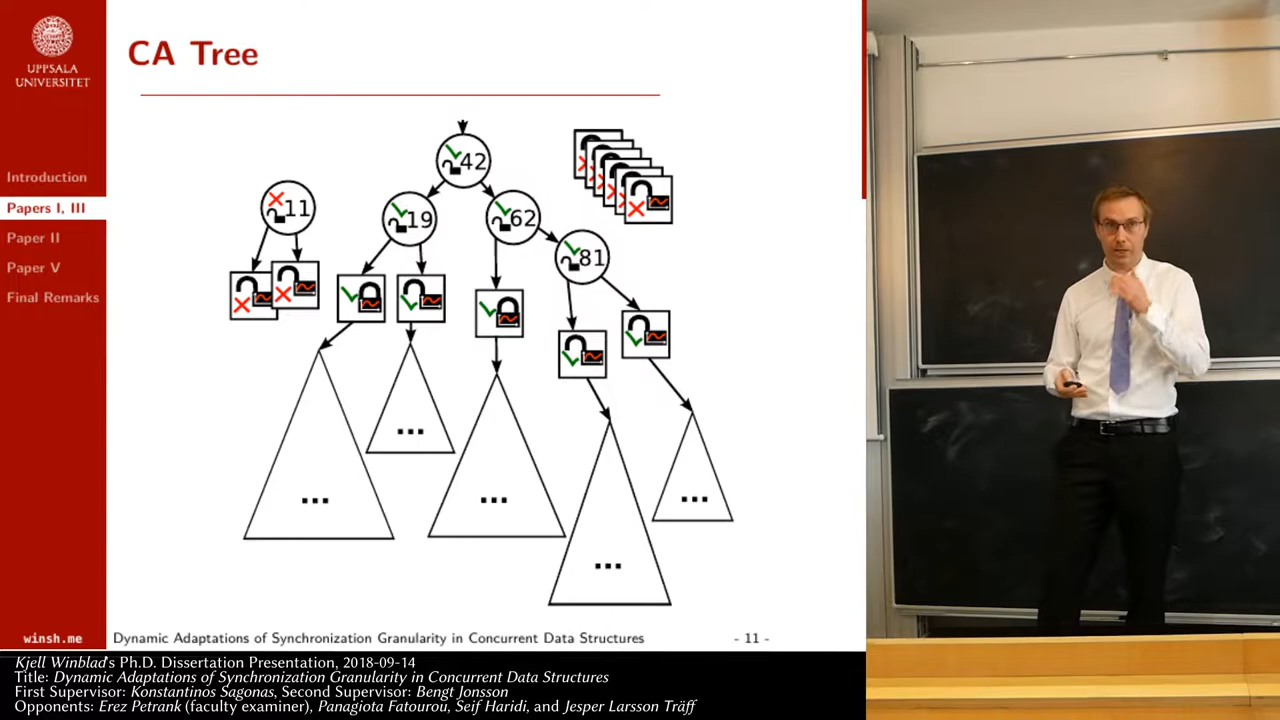 UPPSALA
UNIVERSITET
CA Tree
Introduction
Papers I, III
Paper II
Paper V
Final Remarks
42
11
19
62
81
...
...
...
...
...
winsh.me
Dynamic Adaptations of Synchronization Granularity in Concurrent Data Structures
- 11 -
Kjell Winblad's Ph.D. Dissertation Presentation, 2018-09-14
Title: Dynamic Adaptations of Synchronization Granularity in Concurrent Data Structures
First Supervisor: Konstantinos Sagonas, Second Supervisor: Bengt Jonsson
Opponents: Erez Petrank (faculty examiner), Panagiota Fatourou, Seif Haridi, and Jesper Larsson Träff